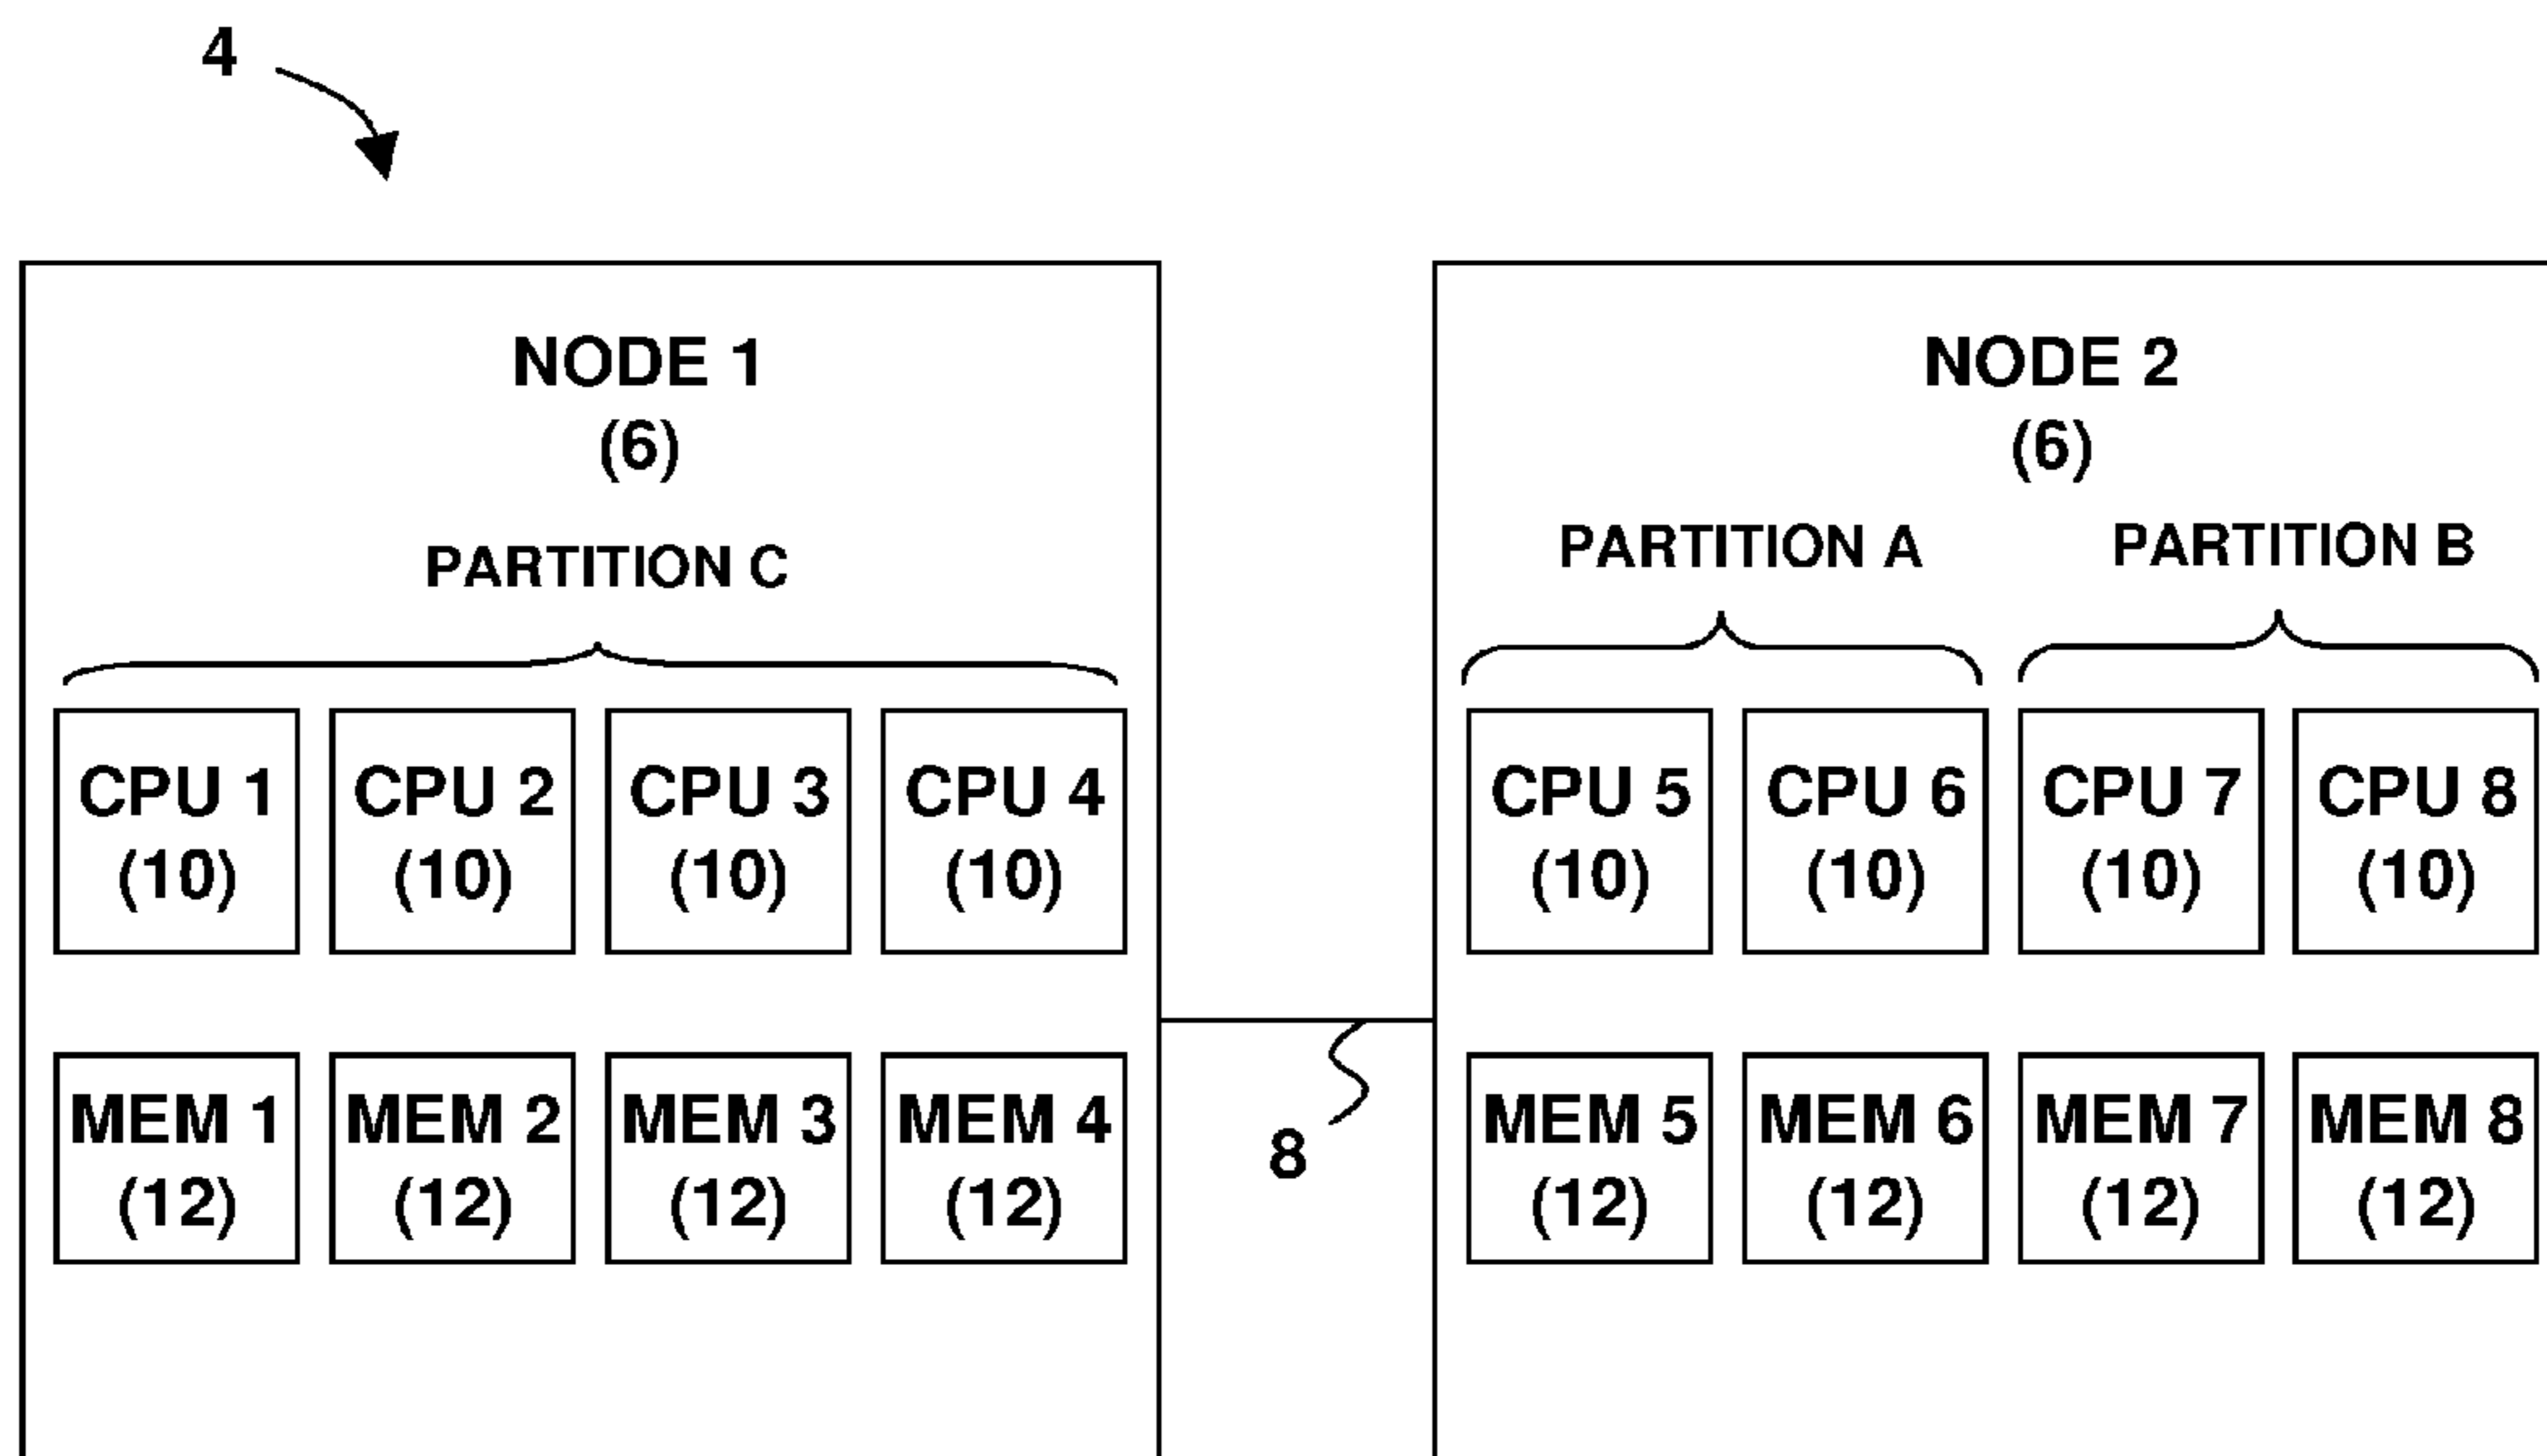 4
NODE 1
(6)
PARTITION C
CPU 1
(10)
CPU 2
(10)
CPU 3
(10)
CPU 4
(10)
MEM 1
(12)
MEM 2
(12)
MEM 3
(12)
MEM 4
(12)
8
NODE 2
(6)
PARTITION A
PARTITION B
CPU 5
(10)
CPU 6
(10)
CPU 7
(10)
CPU 8
(10)
MEM 5
(12)
MEM 6
(12)
MEM 7
(12)
MEM 8
(12)